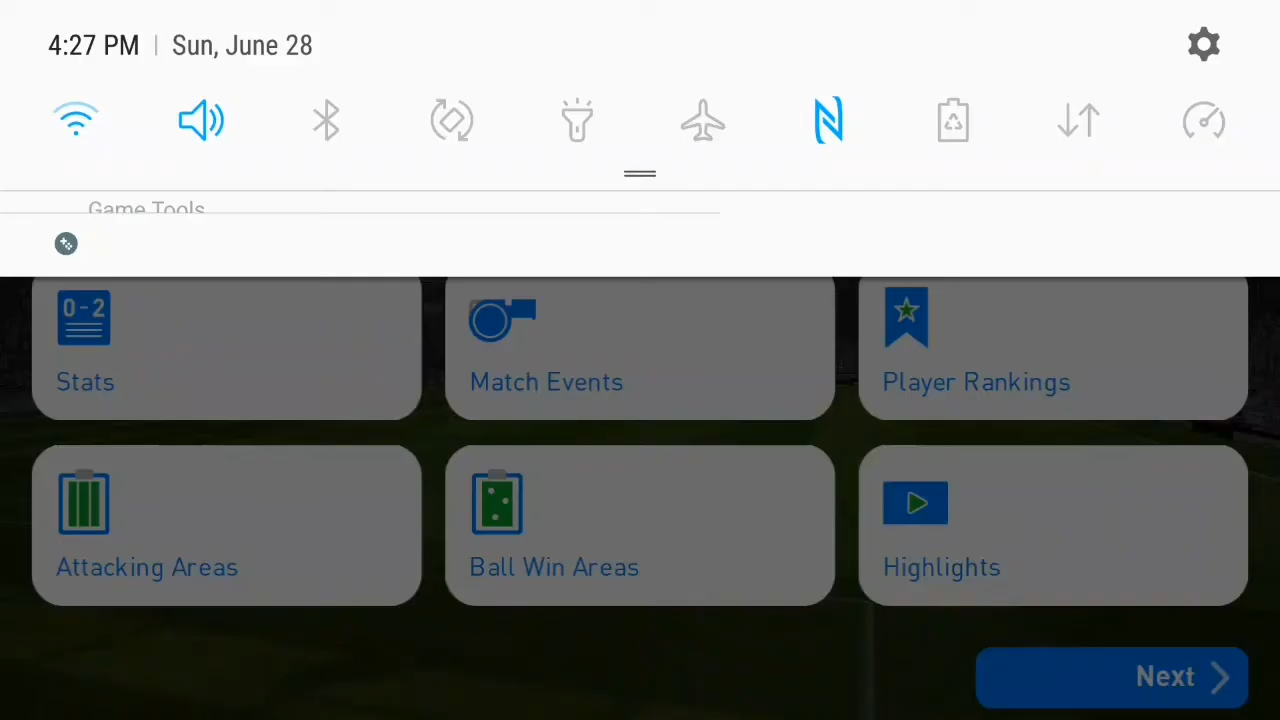 4:27 PM | Sun, June 28
Game Tools
0-2
Stats
Match Events
Player Rankings
Attacking Areas
Ball Win Areas
Highlights
Next